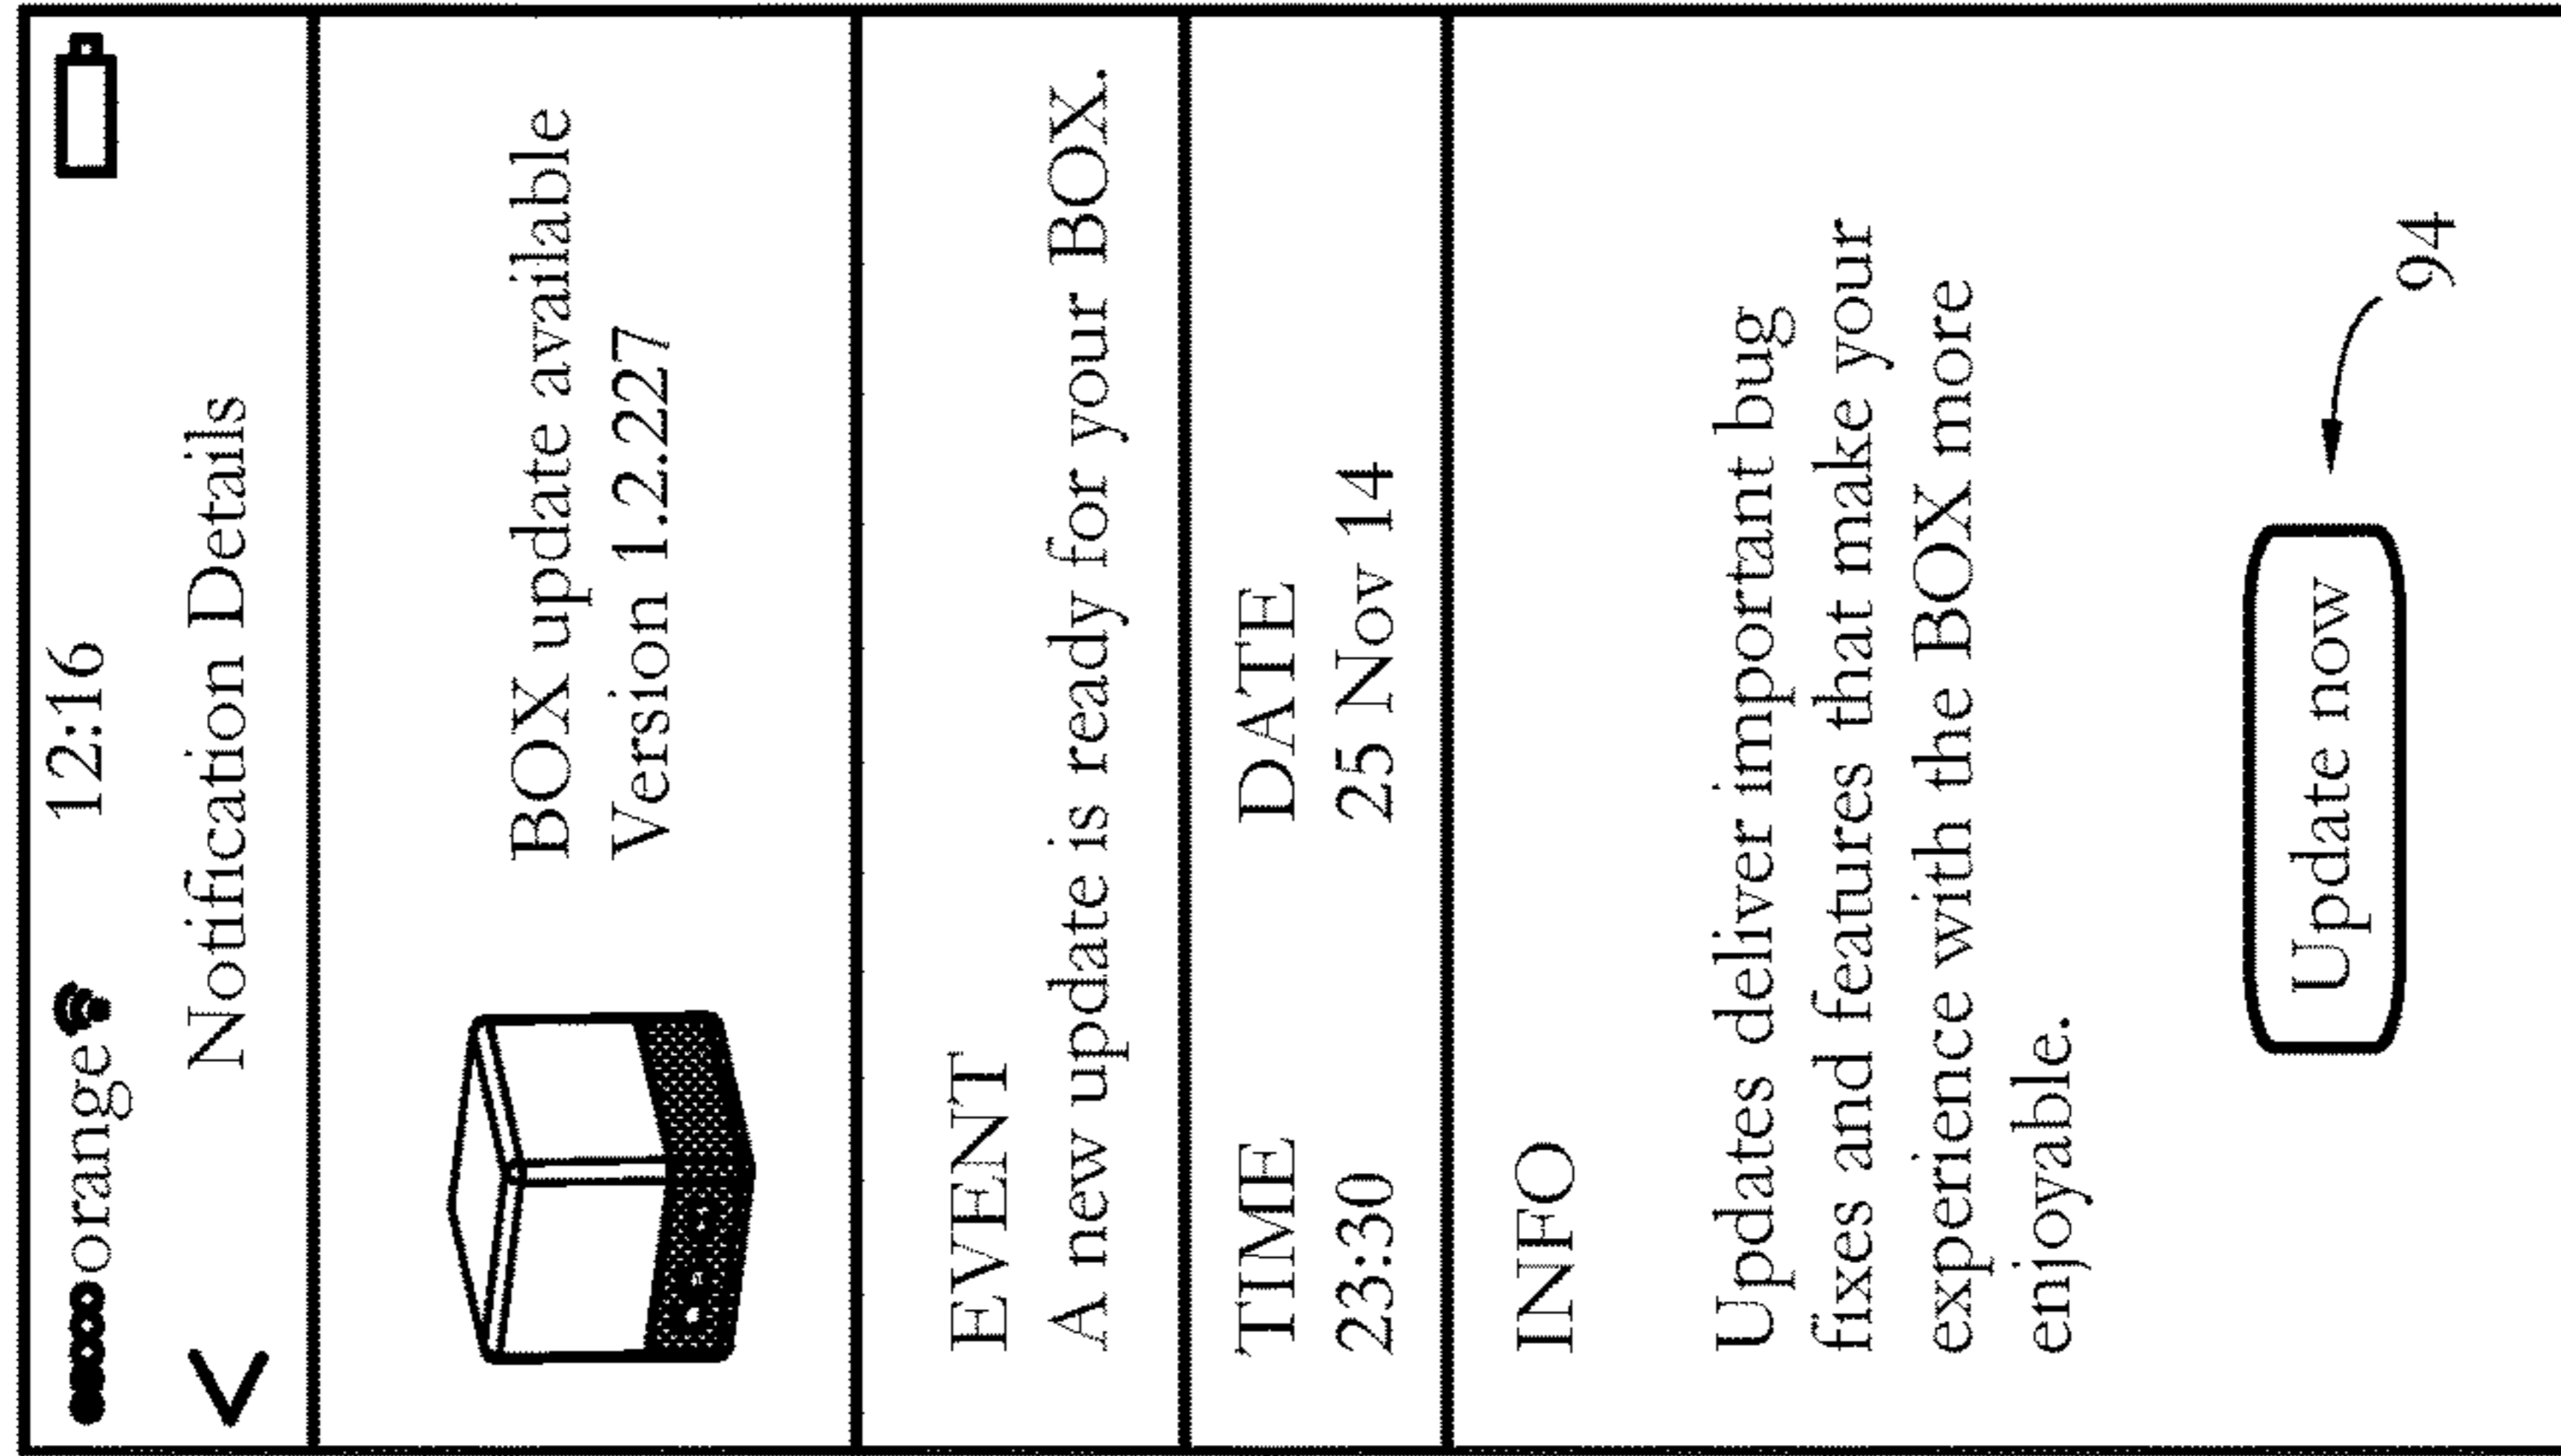 orange 12:16
Notification Details
BOX update available
Version 1.2.227
EVENT
A new update is ready for your BOX.
TIME DATE
23:30 25 Nov 14
INFO
Updates deliver important bug
fixes and features that make your
experience with the BOX more
enjoyable.
Update now
94